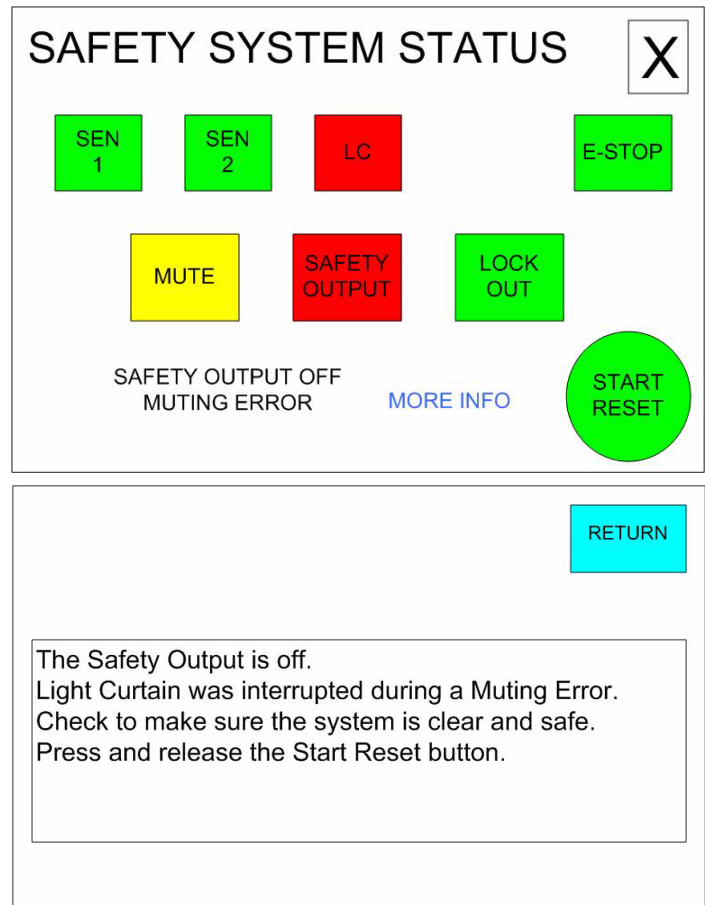 SAFETY SYSTEM STATUS
X
SEN
1
SEN
2
LC
E-STOP
MUTE
SAFETY
OUTPUT
LOCK
OUT
SAFETY OUTPUT OFF
MUTING ERROR
MORE INFO
START
RESET
RETURN
The Safety Output is off.
Light Curtain was interrupted during a Muting Error.
Check to make sure the system is clear and safe.
Press and release the Start Reset button.